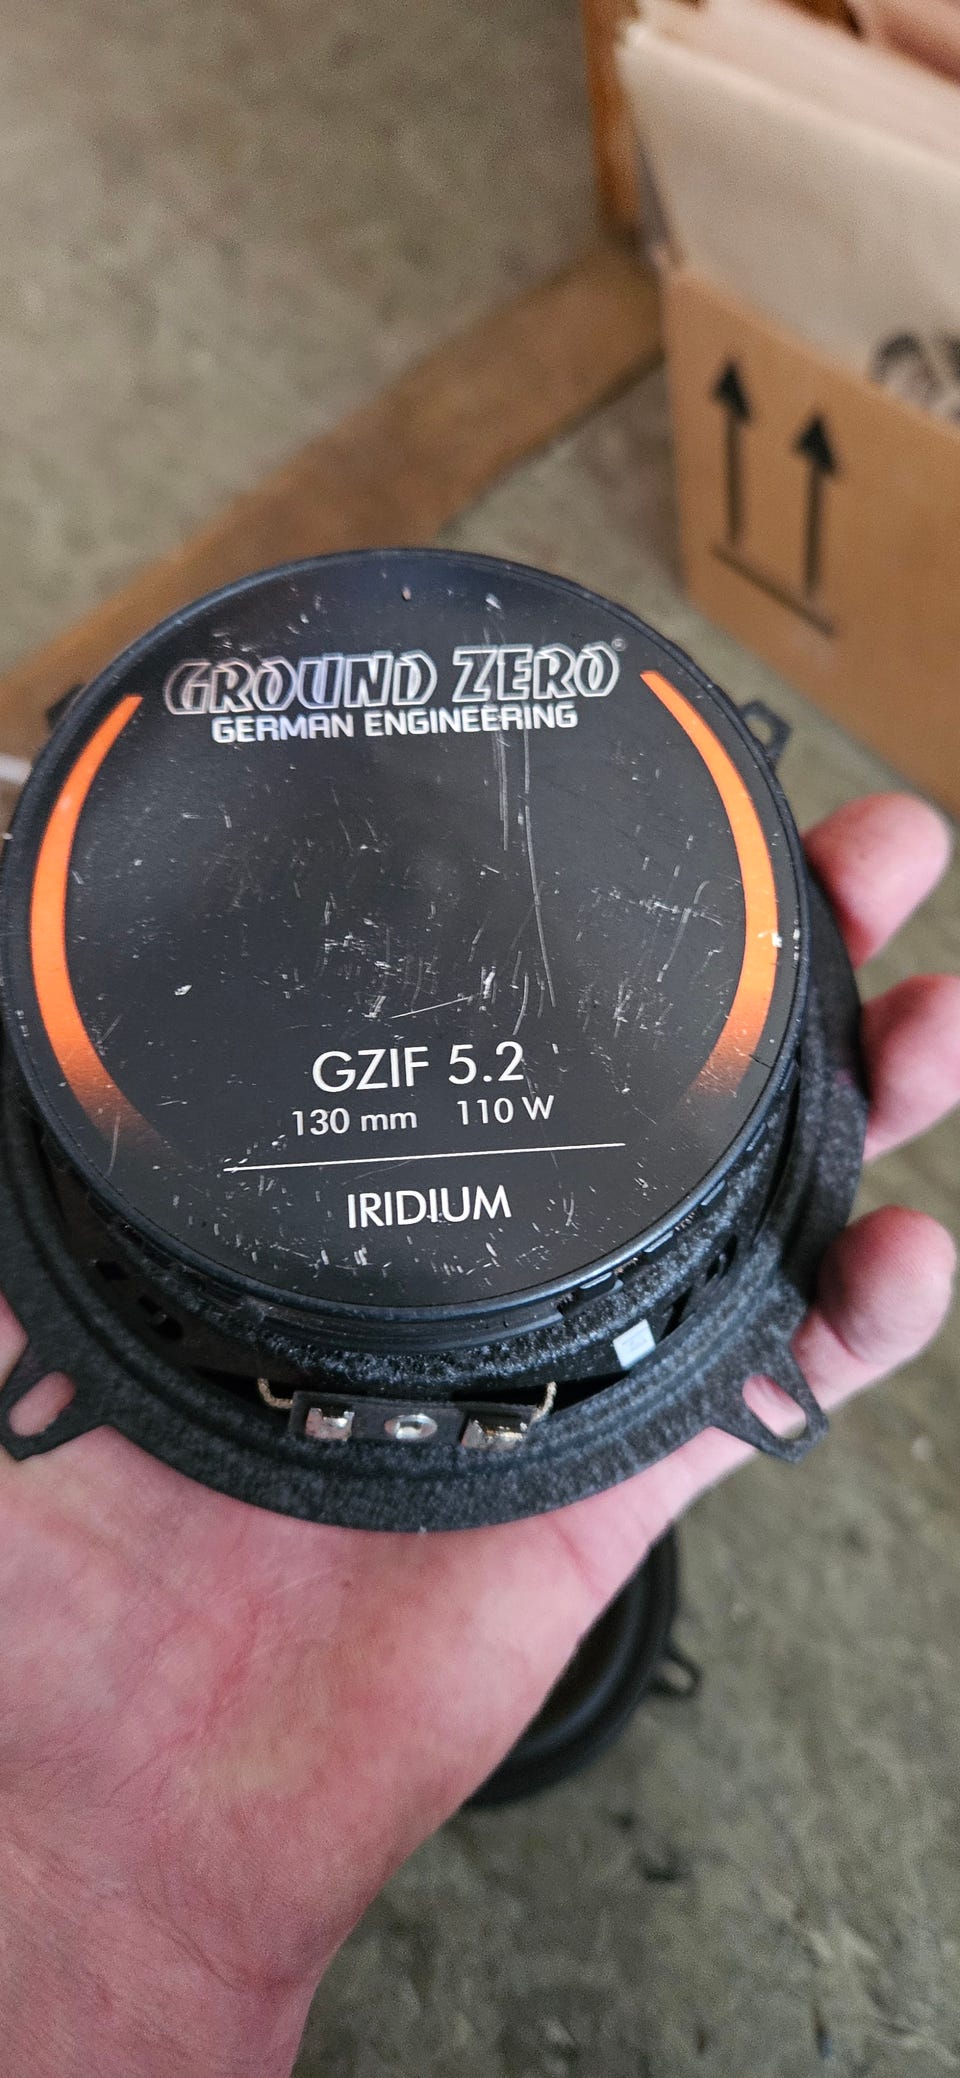 GROUND ZERO
GERMAN ENGINEERING
GZIF 5.2
130 mm 110 W
IRIDIUM